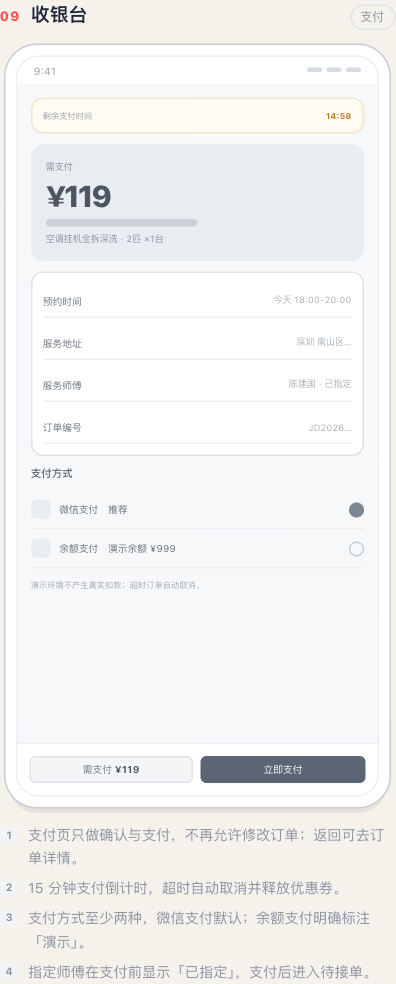 09 收银台 支付
9:41
剩余支付时间 14:58
需支付
¥119
空调挂机全拆深洗 · 2匹 ×1台
预约时间 今天 18:00-20:00
服务地址 深圳 南山区…
服务师傅 陈建国 · 已指定
订单编号 JD2026…
支付方式
微信支付 推荐
余额支付 演示余额 ¥999
演示环境不产生真实扣款；超时订单自动取消。
需支付 ¥119 立即支付
1 支付页只做确认与支付，不再允许修改订单；返回可去订
单详情。
2 15 分钟支付倒计时，超时自动取消并释放优惠券。
3 支付方式至少两种，微信支付默认；余额支付明确标注
「演示」。
4 指定师傅在支付前显示「已指定」，支付后进入待接单。